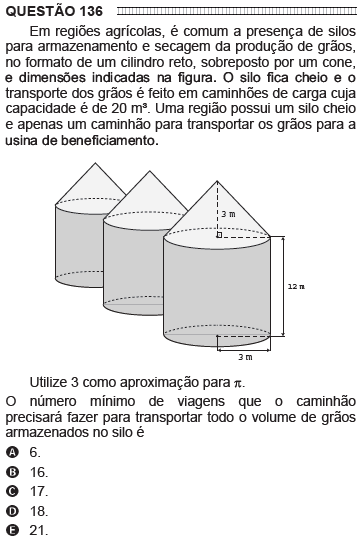 QUESTÃO 136
Em regiões agrícolas, é comum a presença de silos
para armazenamento e secagem da produção de grãos,
no formato de um cilindro reto, sobreposto por um cone,
e dimensões indicadas na figura. O silo fica cheio e o
transporte dos grãos é feito em caminhões de carga cuja
capacidade é de 20 m³. Uma região possui um silo cheio
e apenas um caminhão para transportar os grãos para a
usina de beneficiamento.
3 m
12 m
3 m
Utilize 3 como aproximação para π.
O número mínimo de viagens que o caminhão
precisará fazer para transportar todo o volume de grãos
armazenados no silo é
A 6.
B 16.
C 17.
D 18.
E 21.